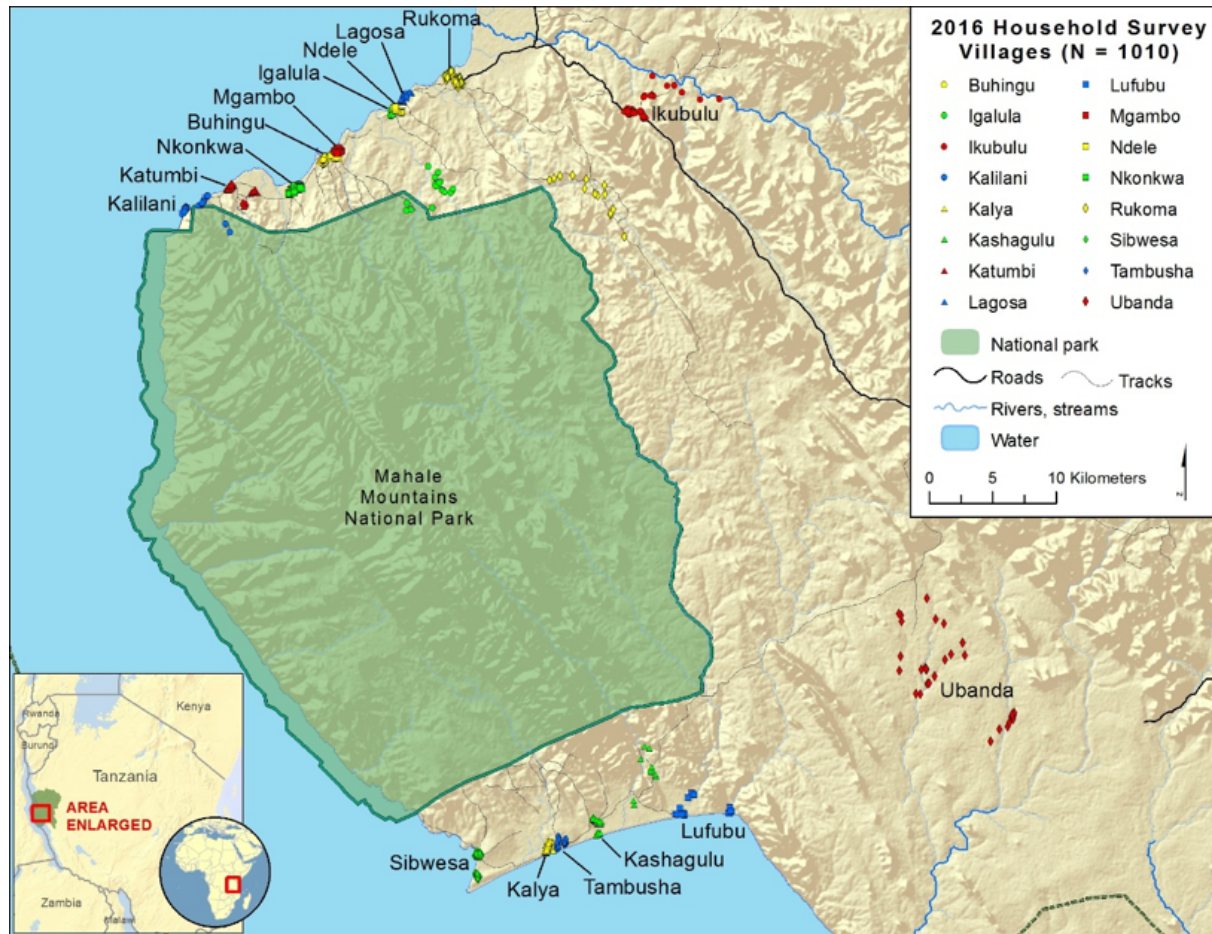 2016 Household Survey
Villages (N = 1010)
Buhingu
Igalula
Ikubulu
Kalilani
Kalya
Kashagulu
Katumbi
Lagosa
Lufubu
Mgambo
Ndele
Nkonkwa
Rukoma
Sibwesa
Tambusha
Ubanda
National park
Roads
Tracks
Rivers, streams
Water
0 5 10 Kilometers
N
Rukoma
Lagosa
Ndele
Igalula
Mgambo
Buhingu
Nkonkwa
Katumbi
Kalilani
Ikubulu
Mahale
Mountains
National Park
Ubanda
Lufubu
Kashagulu
Sibwesa
Tambusha
Kalya
Rwanda
Burundi
Kenya
Tanzania
AREA
ENLARGED
Zambia
Malawi